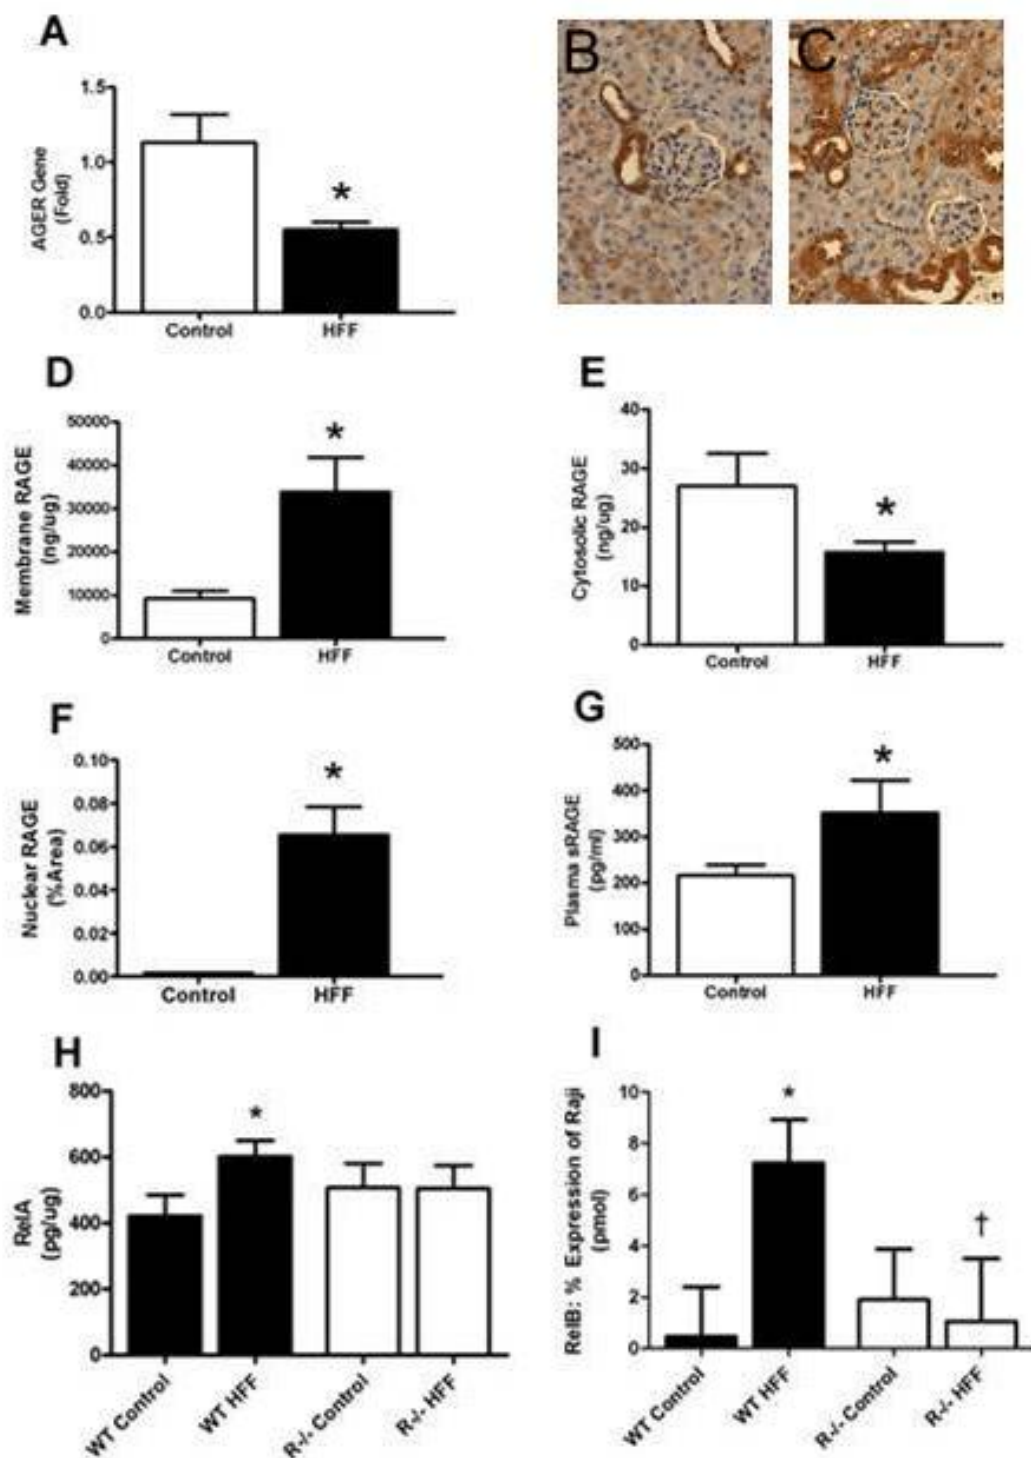 A
AGER Gene
(Fold)
1.5
1.0
0.5
0.0
*
Control
HFF
B
C
D
Membrane RAGE
(ng/ug)
50000
40000
30000
20000
10000
0
*
Control
HFF
E
Cytosolic RAGE
(ng/ug)
40
30
20
10
0
*
Control
HFF
F
Nuclear RAGE
(%Area)
0.10
0.08
0.06
0.04
0.02
0.00
*
Control
HFF
G
Plasma sRAGE
(pg/ml)
500
400
300
200
100
0
*
Control
HFF
H
RelA
(pg/ug)
800
600
400
200
0
*
WT Control
WT HFF
R-/- Control
R-/- HFF
I
RelB: % Expression of Raji
(pmol)
10
8
6
4
2
0
*
†
WT Control
WT HFF
R-/- Control
R-/- HFF